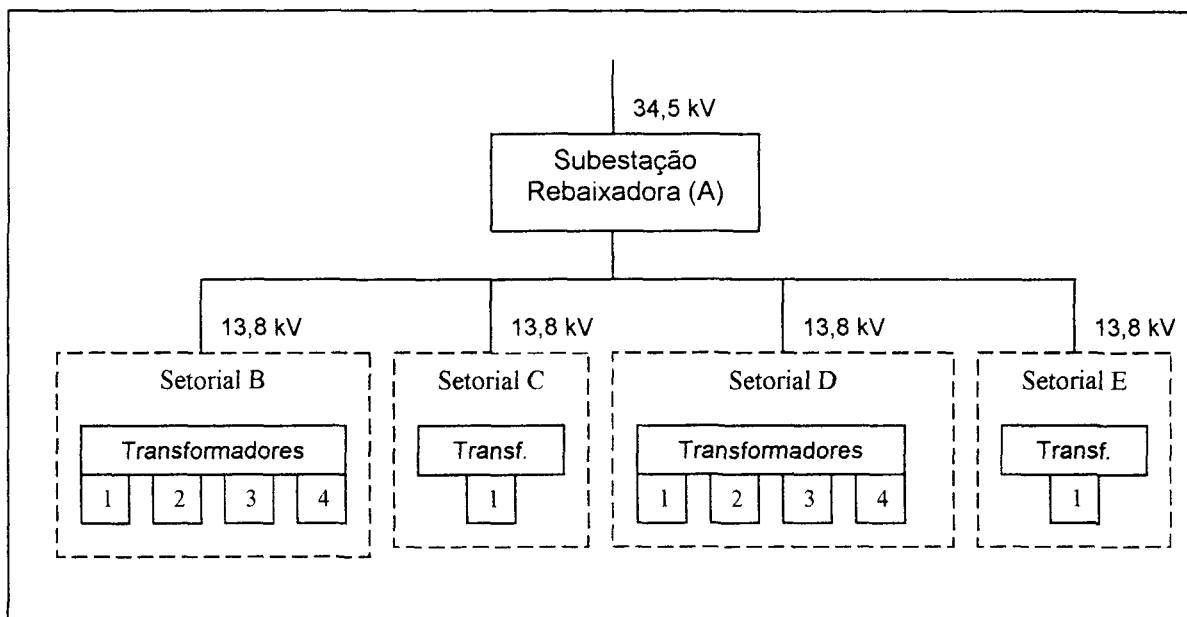 34,5 kV
Subestação
Rebaixadora (A)
13,8 kV
13,8 kV
13,8 kV
13,8 kV
Setorial B
Setorial C
Setorial D
Setorial E
Transformadores
Transf.
Transformadores
Transf.
1
2
3
4
1
1
2
3
4
1